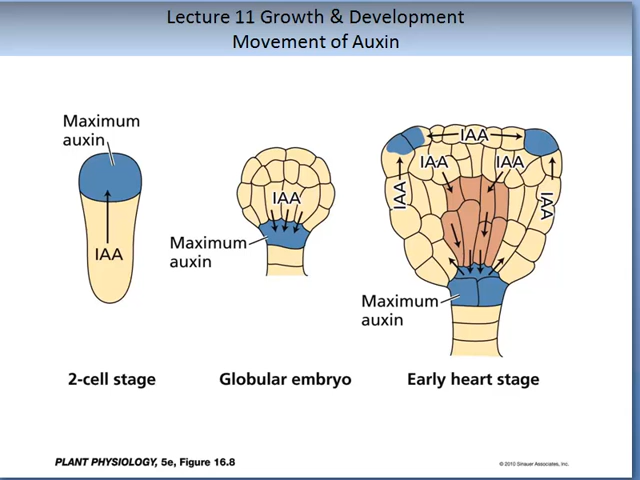 Lecture 11 Growth & Development
Movement of Auxin
Maximum
auxin
IAA
2-cell stage
IAA
Maximum
auxin
Globular embryo
IAA
IAA
IAA
IAA
IAA
Maximum
auxin
Early heart stage
PLANT PHYSIOLOGY, 5e, Figure 16.8
© 2010 Sinauer Associates, Inc.